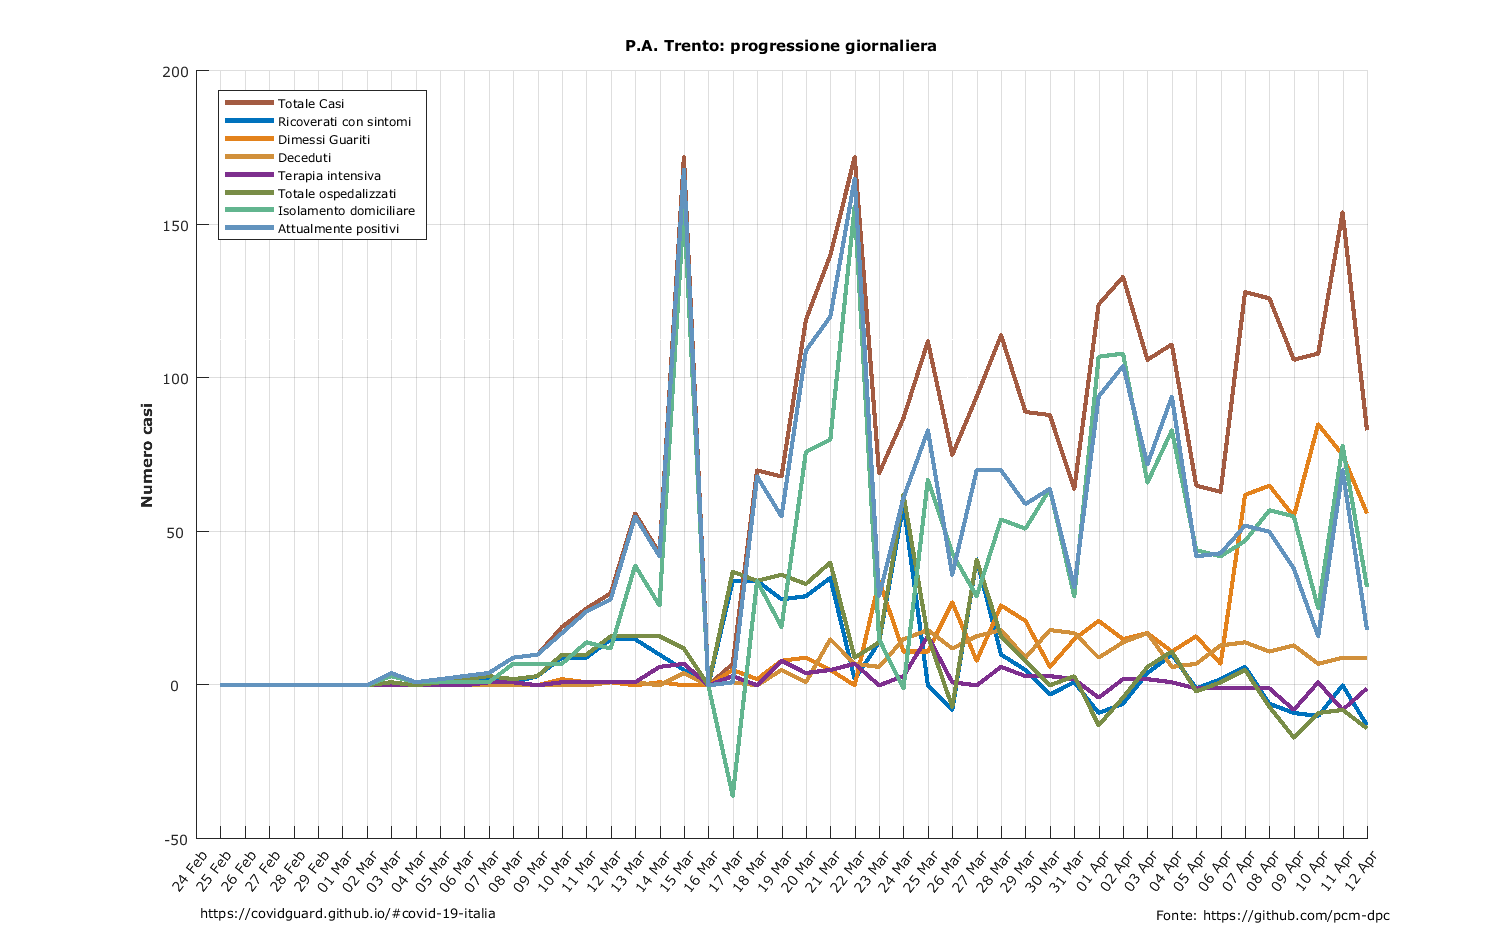 P.A. Trento: progressione giornaliera
200
150
100
50
0
-50
Numero casi
Totale Casi
Ricoverati con sintomi
Dimessi Guariti
Deceduti
Terapia intensiva
Totale ospedalizzati
Isolamento domiciliare
Attualmente positivi
24 Feb
25 Feb
26 Feb
27 Feb
28 Feb
29 Feb
01 Mar
02 Mar
03 Mar
04 Mar
05 Mar
06 Mar
07 Mar
08 Mar
09 Mar
10 Mar
11 Mar
12 Mar
13 Mar
14 Mar
15 Mar
16 Mar
17 Mar
18 Mar
19 Mar
20 Mar
21 Mar
22 Mar
23 Mar
24 Mar
25 Mar
26 Mar
27 Mar
28 Mar
29 Mar
30 Mar
31 Mar
01 Apr
02 Apr
03 Apr
04 Apr
05 Apr
06 Apr
07 Apr
08 Apr
09 Apr
10 Apr
11 Apr
12 Apr
https://covidguard.github.io/#covid-19-italia
Fonte: https://github.com/pcm-dpc